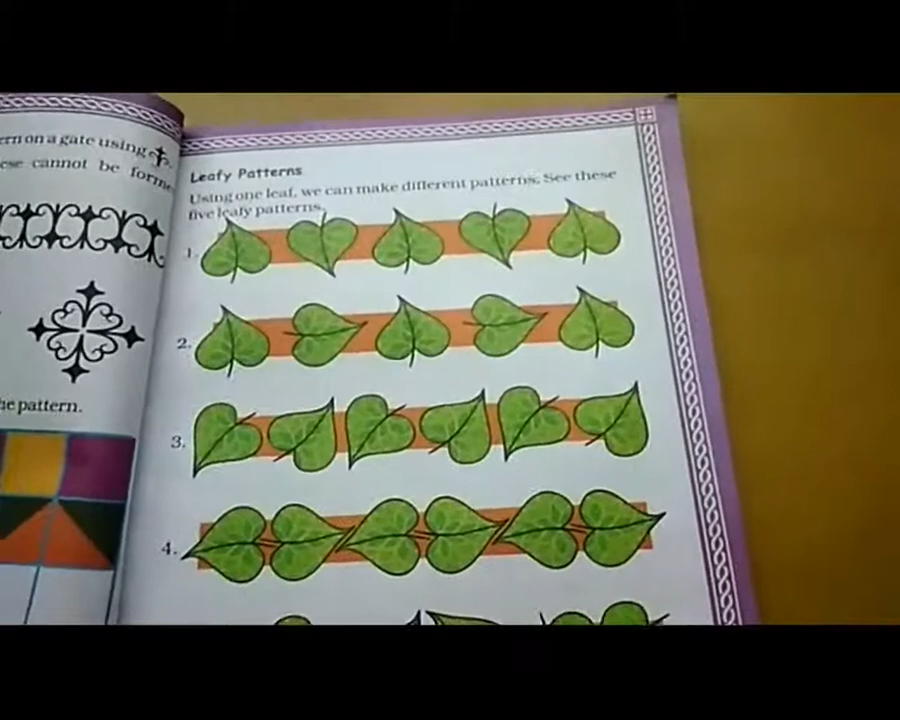 ern on a gate using
ese cannot be forme
he pattern.
Leafy Patterns
Using one leaf, we can make different patterns. See these
five leafy patterns.
1.
2.
3.
4.